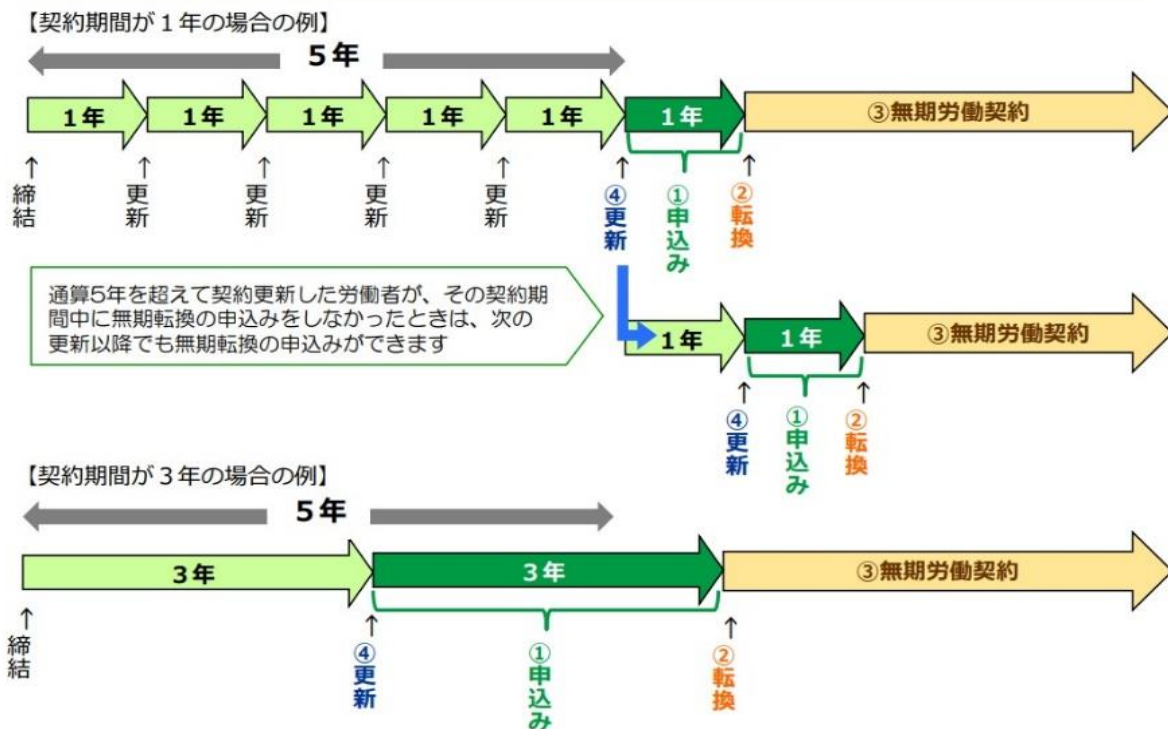 【契約期間が１年の場合の例】
５年
１年 １年 １年 １年 １年 １年 ③無期労働契約
↑締結 ↑更新 ↑更新 ↑更新 ↑更新 ↑④更新 ①申込み ↑②転換
通算5年を超えて契約更新した労働者が、その契約期
間中に無期転換の申込みをしなかったときは、次の
更新以降でも無期転換の申込みができます
１年 １年 ③無期労働契約
↑④更新 ①申込み ↑②転換
【契約期間が３年の場合の例】
５年
３年 ３年 ③無期労働契約
↑締結 ↑④更新 ①申込み ↑②転換